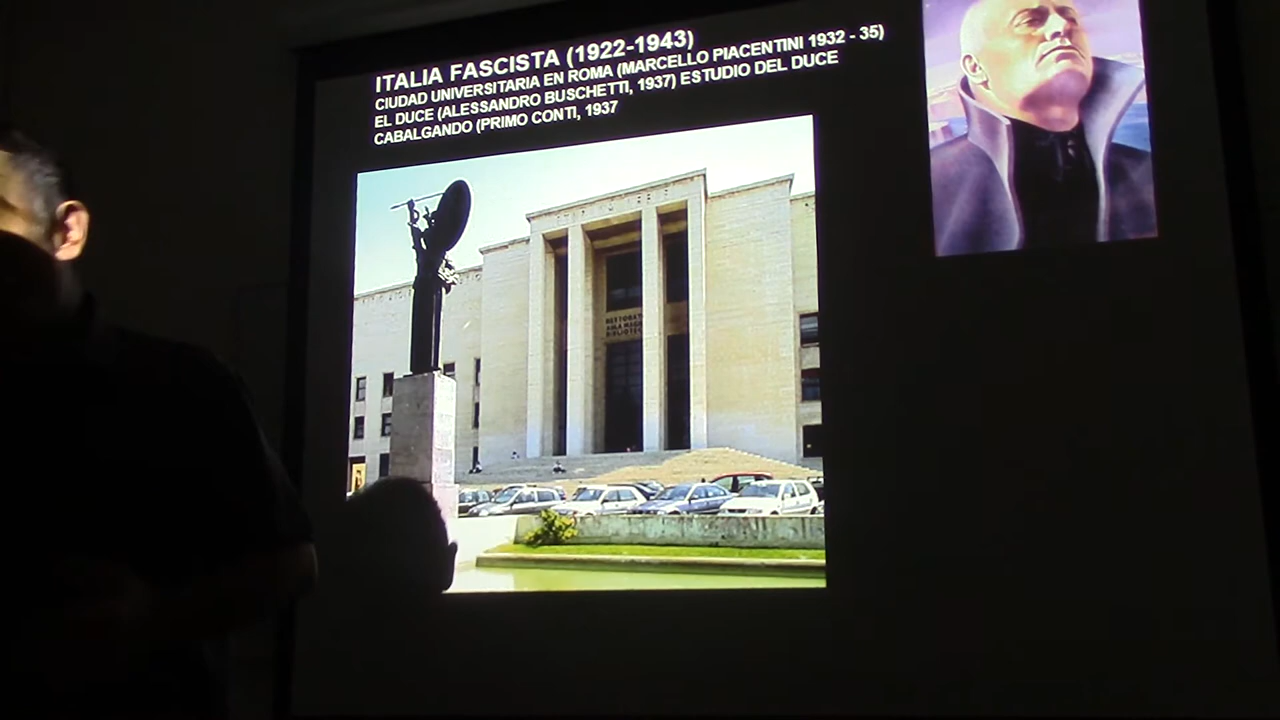 ITALIA FASCISTA (1922-1943)
CIUDAD UNIVERSITARIA EN ROMA (MARCELLO PIACENTINI 1932 - 35)
EL DUCE (ALESSANDRO BUSCHETTI, 1937) ESTUDIO DEL DUCE
CABALGANDO (PRIMO CONTI, 1937